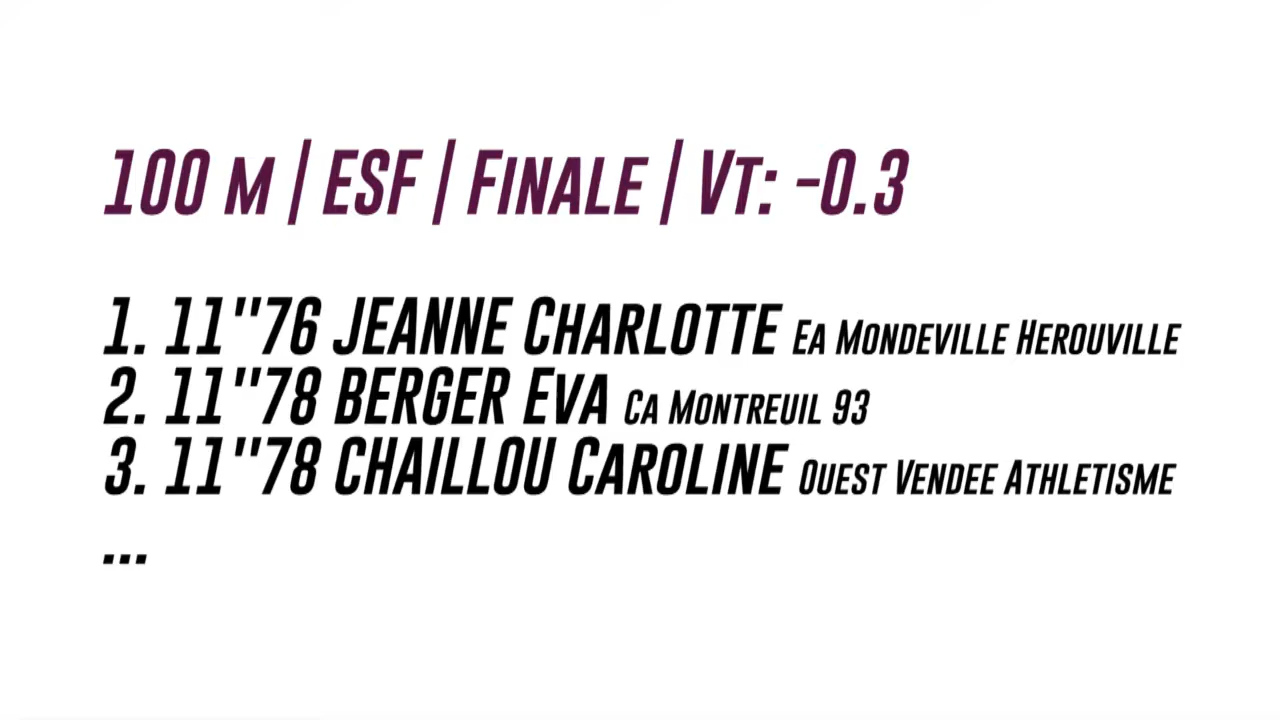 100 m | ESF | Finale | Vt: -0.3
1. 11"76 JEANNE Charlotte Ea Mondeville Herouville
2. 11"78 BERGER Eva Ca Montreuil 93
3. 11"78 CHAILLOU Caroline Ouest Vendee Athletisme
...